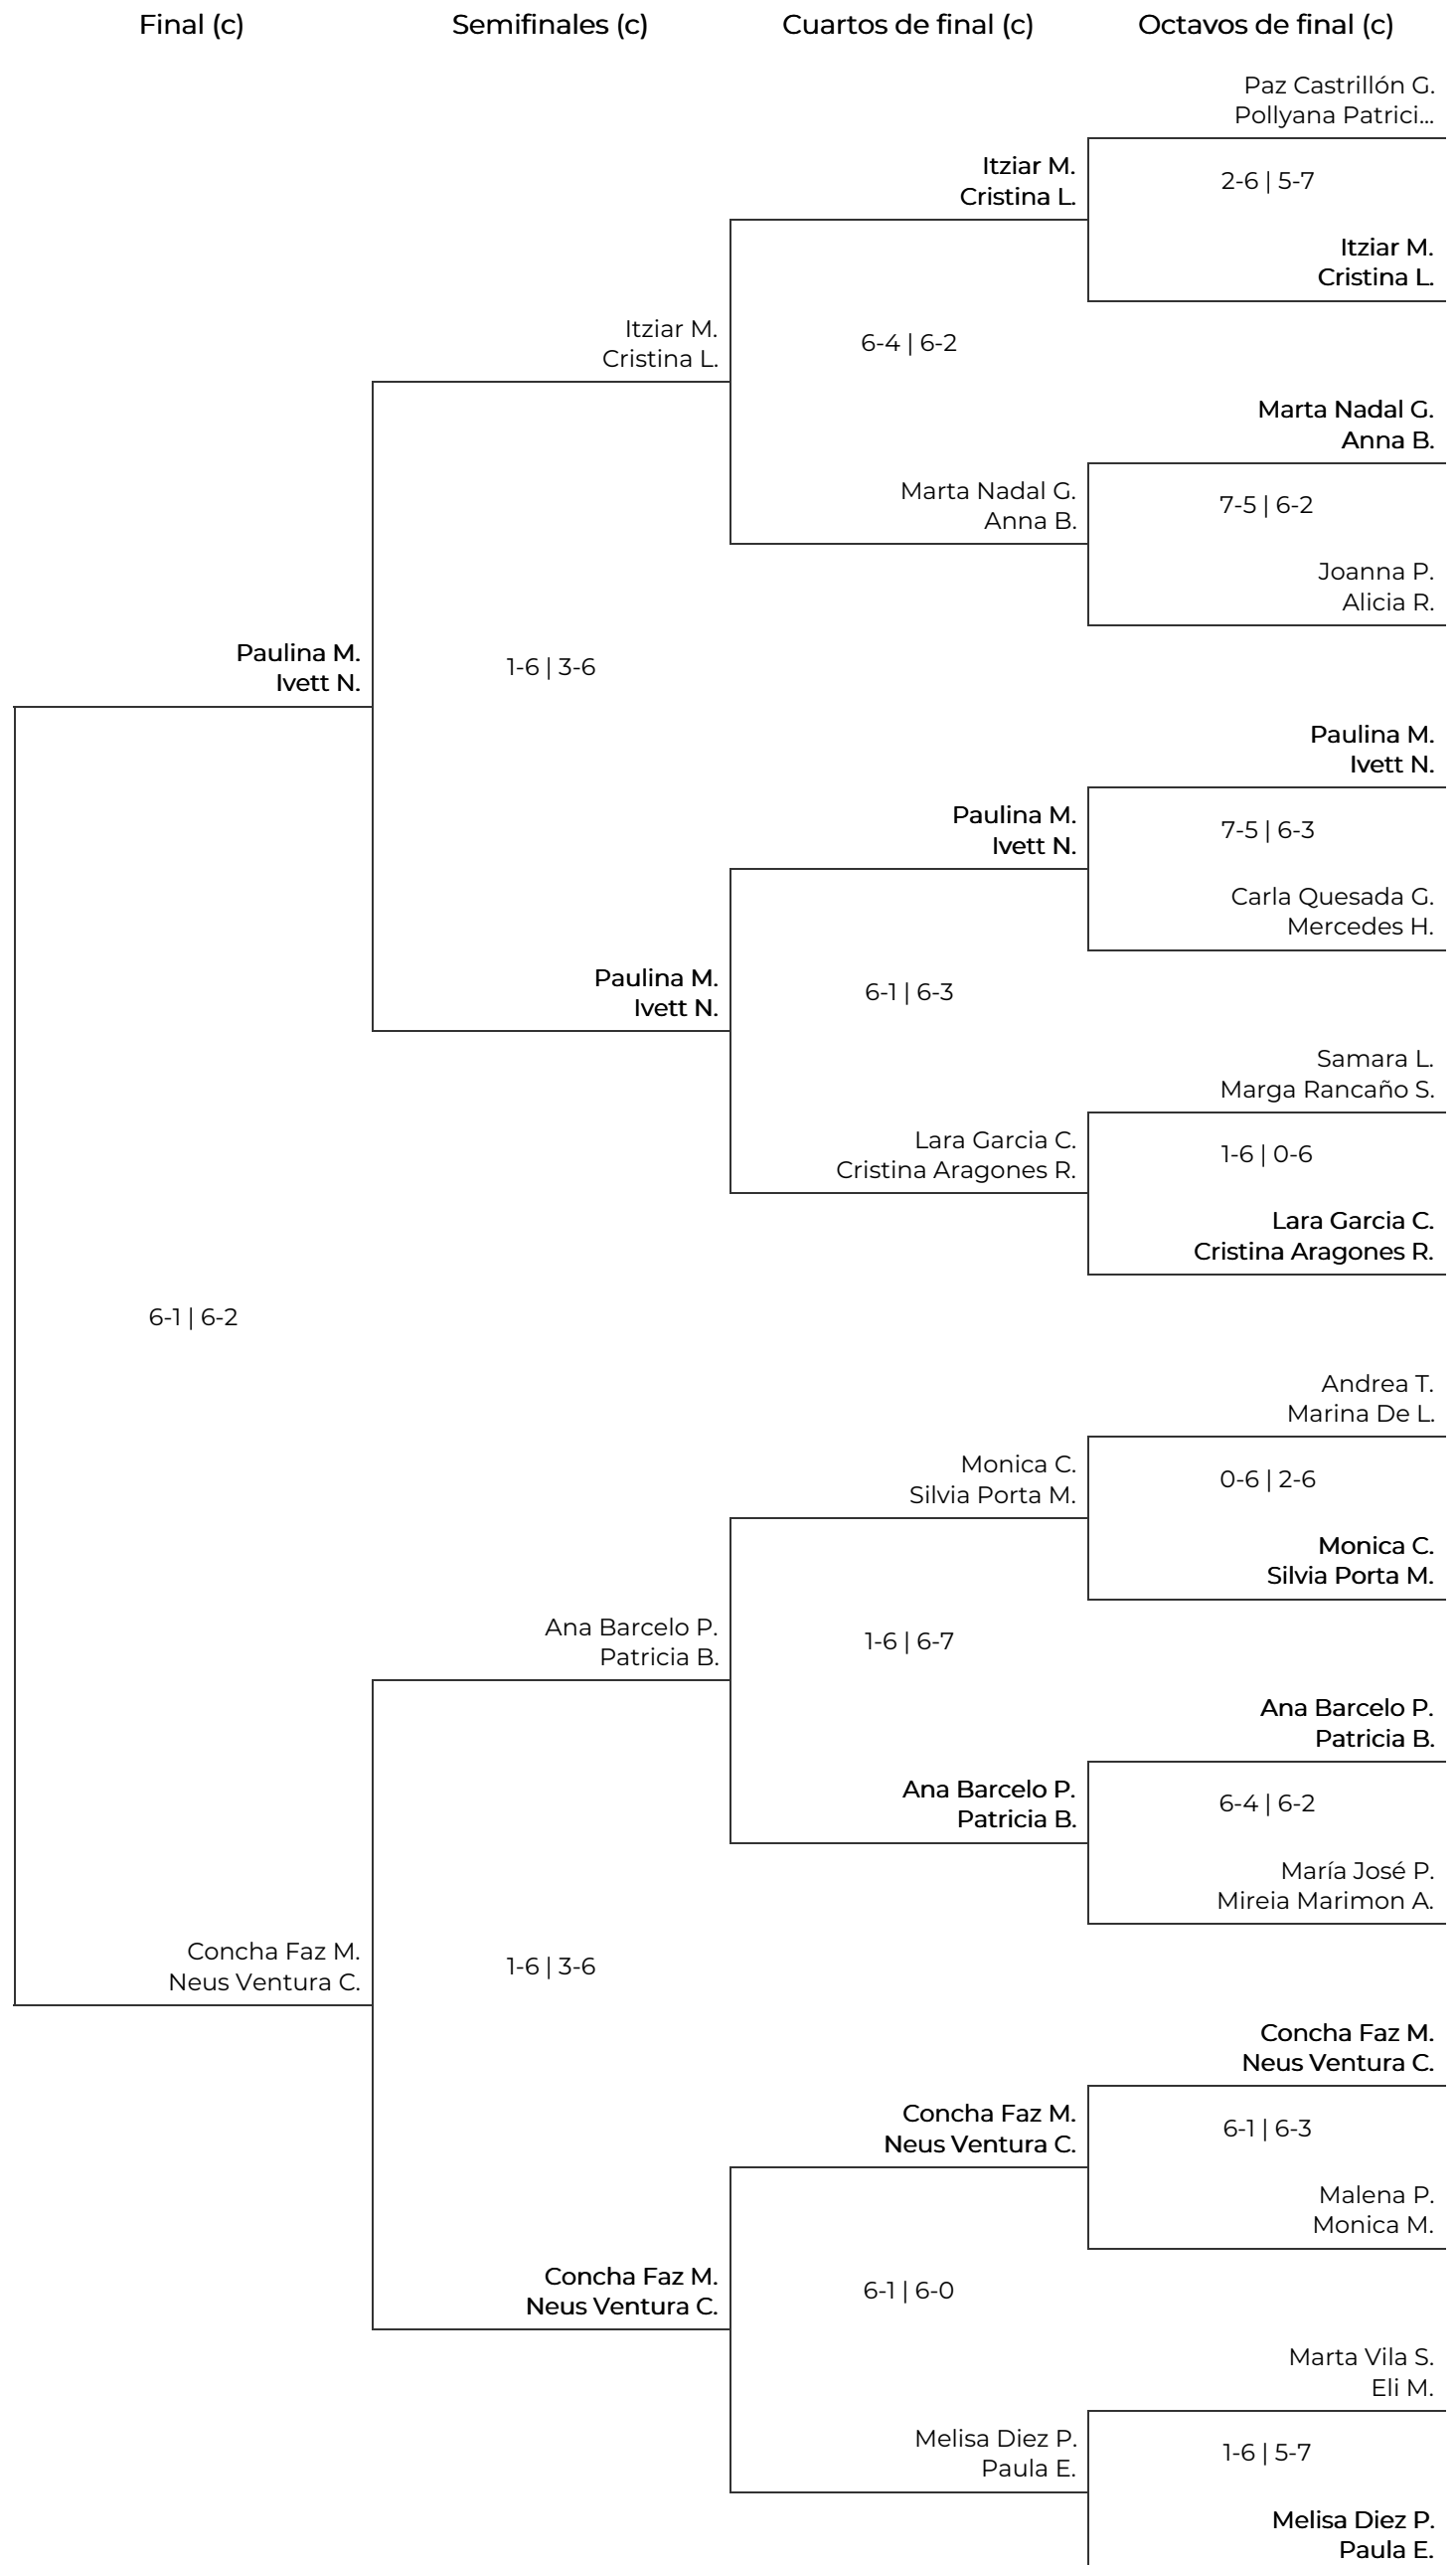 Final (c)
Semifinales (c)
Cuartos de final (c)
Octavos de final (c)
Paz Castrillón G.
Pollyana Patrici...
Itziar M.
Cristina L.
2-6 | 5-7
Itziar M.
Cristina L.
Itziar M.
Cristina L.
6-4 | 6-2
Marta Nadal G.
Anna B.
Marta Nadal G.
Anna B.
7-5 | 6-2
Joanna P.
Alicia R.
Paulina M.
Ivett N.
1-6 | 3-6
Paulina M.
Ivett N.
Paulina M.
Ivett N.
7-5 | 6-3
Carla Quesada G.
Mercedes H.
Paulina M.
Ivett N.
6-1 | 6-3
Samara L.
Marga Rancaño S.
Lara Garcia C.
Cristina Aragones R.
1-6 | 0-6
Lara Garcia C.
Cristina Aragones R.
6-1 | 6-2
Andrea T.
Marina De L.
Monica C.
Silvia Porta M.
0-6 | 2-6
Monica C.
Silvia Porta M.
Ana Barcelo P.
Patricia B.
1-6 | 6-7
Ana Barcelo P.
Patricia B.
Ana Barcelo P.
Patricia B.
6-4 | 6-2
María José P.
Mireia Marimon A.
Concha Faz M.
Neus Ventura C.
1-6 | 3-6
Concha Faz M.
Neus Ventura C.
Concha Faz M.
Neus Ventura C.
6-1 | 6-3
Malena P.
Monica M.
Concha Faz M.
Neus Ventura C.
6-1 | 6-0
Marta Vila S.
Eli M.
Melisa Diez P.
Paula E.
1-6 | 5-7
Melisa Diez P.
Paula E.